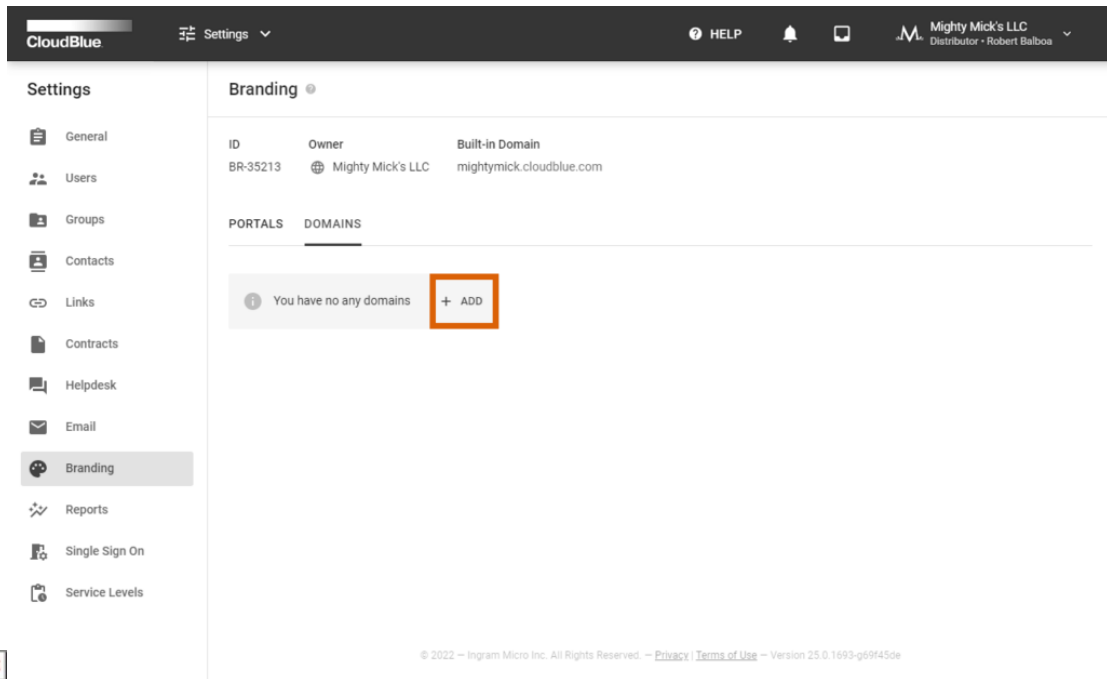 CloudBlue
Settings
HELP
Mighty Mick's LLC
Distributor • Robert Balboa
Settings
General
Users
Groups
Contacts
Links
Contracts
Helpdesk
Email
Branding
Reports
Single Sign On
Service Levels
Branding
ID Owner Built-in Domain
BR-35213 Mighty Mick's LLC mightymick.cloudblue.com
PORTALS DOMAINS
You have no any domains + ADD
© 2022 — Ingram Micro Inc. All Rights Reserved. — Privacy | Terms of Use — Version 25.0.1693-g69f45de